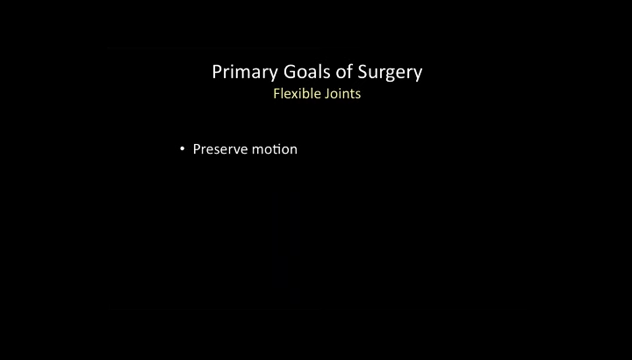 Primary Goals of Surgery
Flexible Joints
• Preserve motion